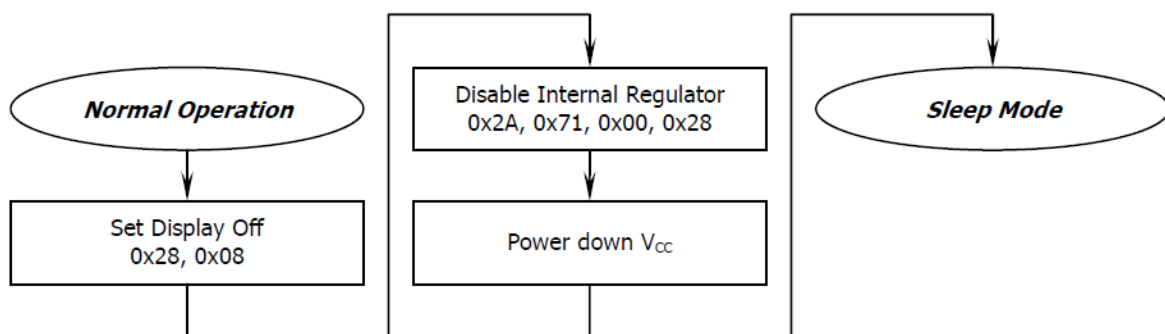 Normal Operation
Set Display Off
0x28, 0x08
Disable Internal Regulator
0x2A, 0x71, 0x00, 0x28
Power down VCC
Sleep Mode